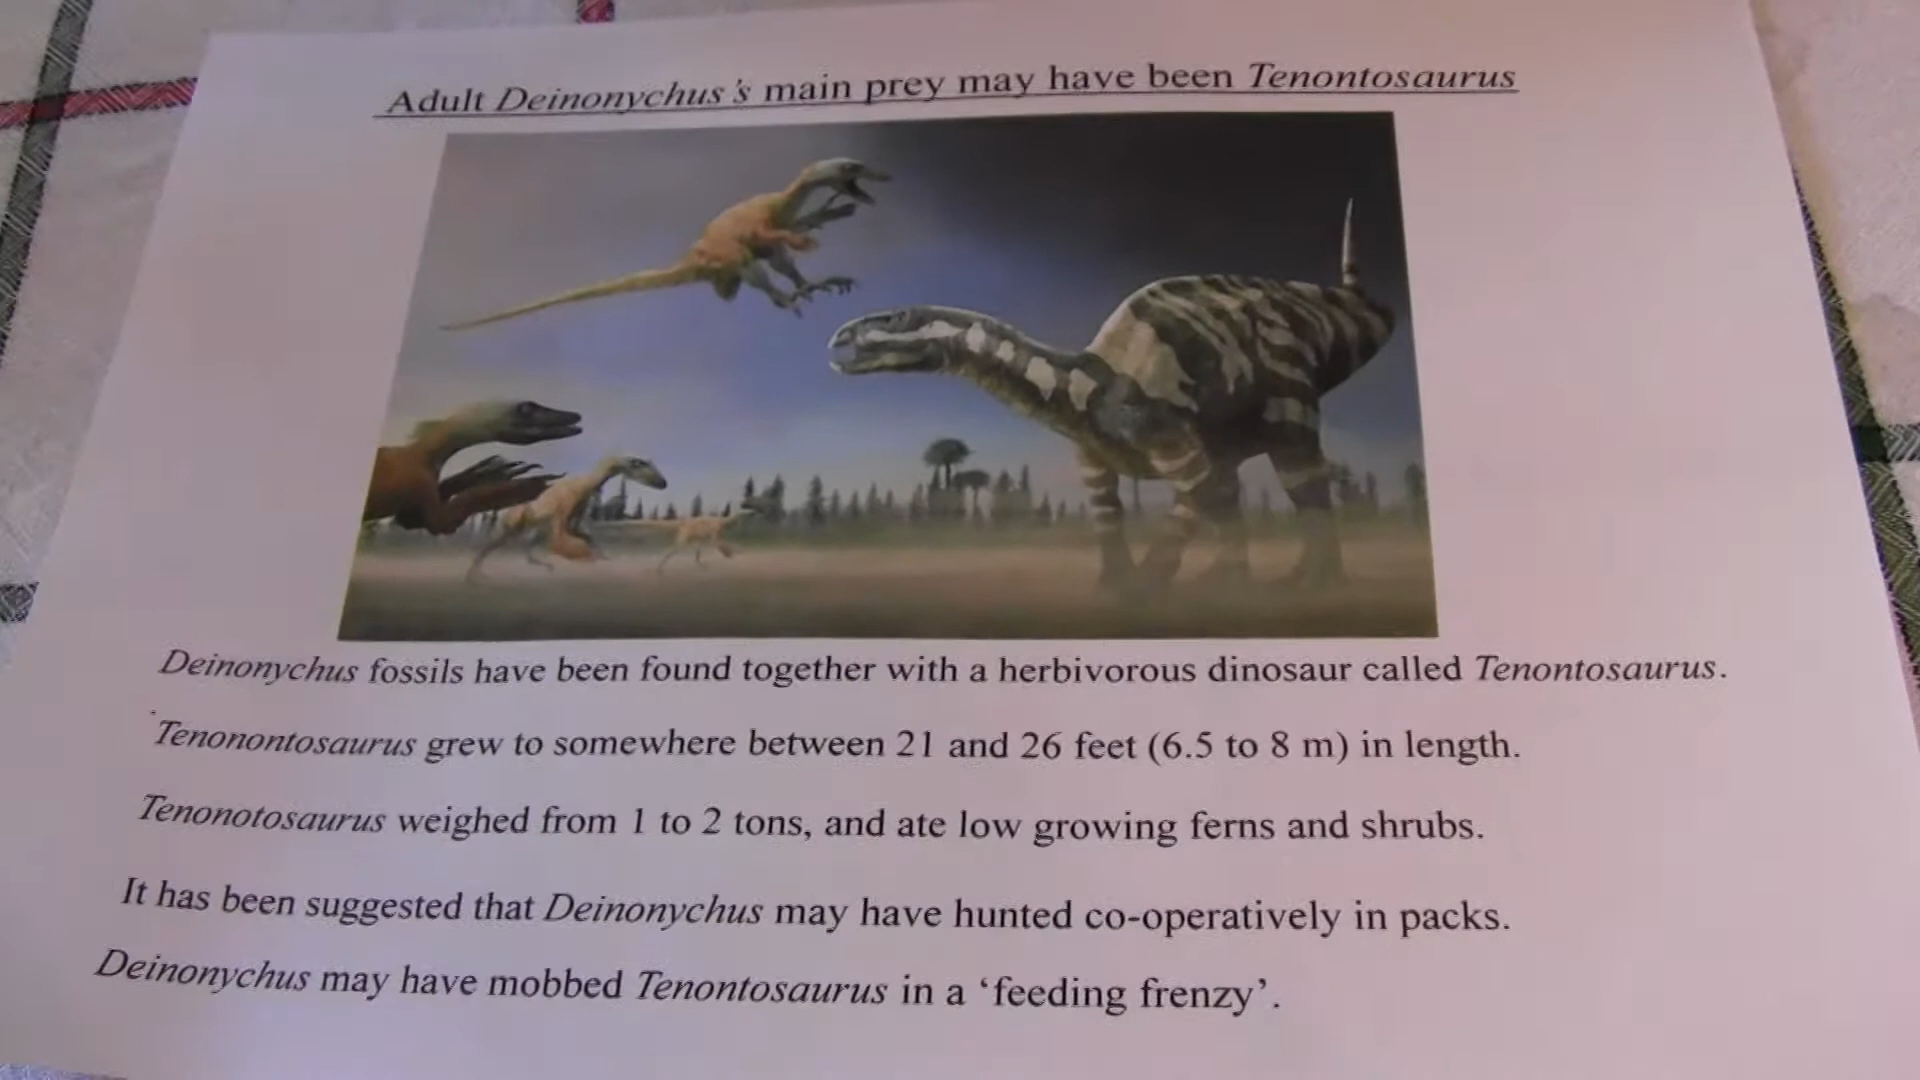 Adult Deinonychus's main prey may have been Tenontosaurus
Deinonychus fossils have been found together with a herbivorous dinosaur called Tenontosaurus.
Tenonontosaurus grew to somewhere between 21 and 26 feet (6.5 to 8 m) in length.
Tenonotosaurus weighed from 1 to 2 tons, and ate low growing ferns and shrubs.
It has been suggested that Deinonychus may have hunted co-operatively in packs.
Deinonychus may have mobbed Tenontosaurus in a ‘feeding frenzy’.